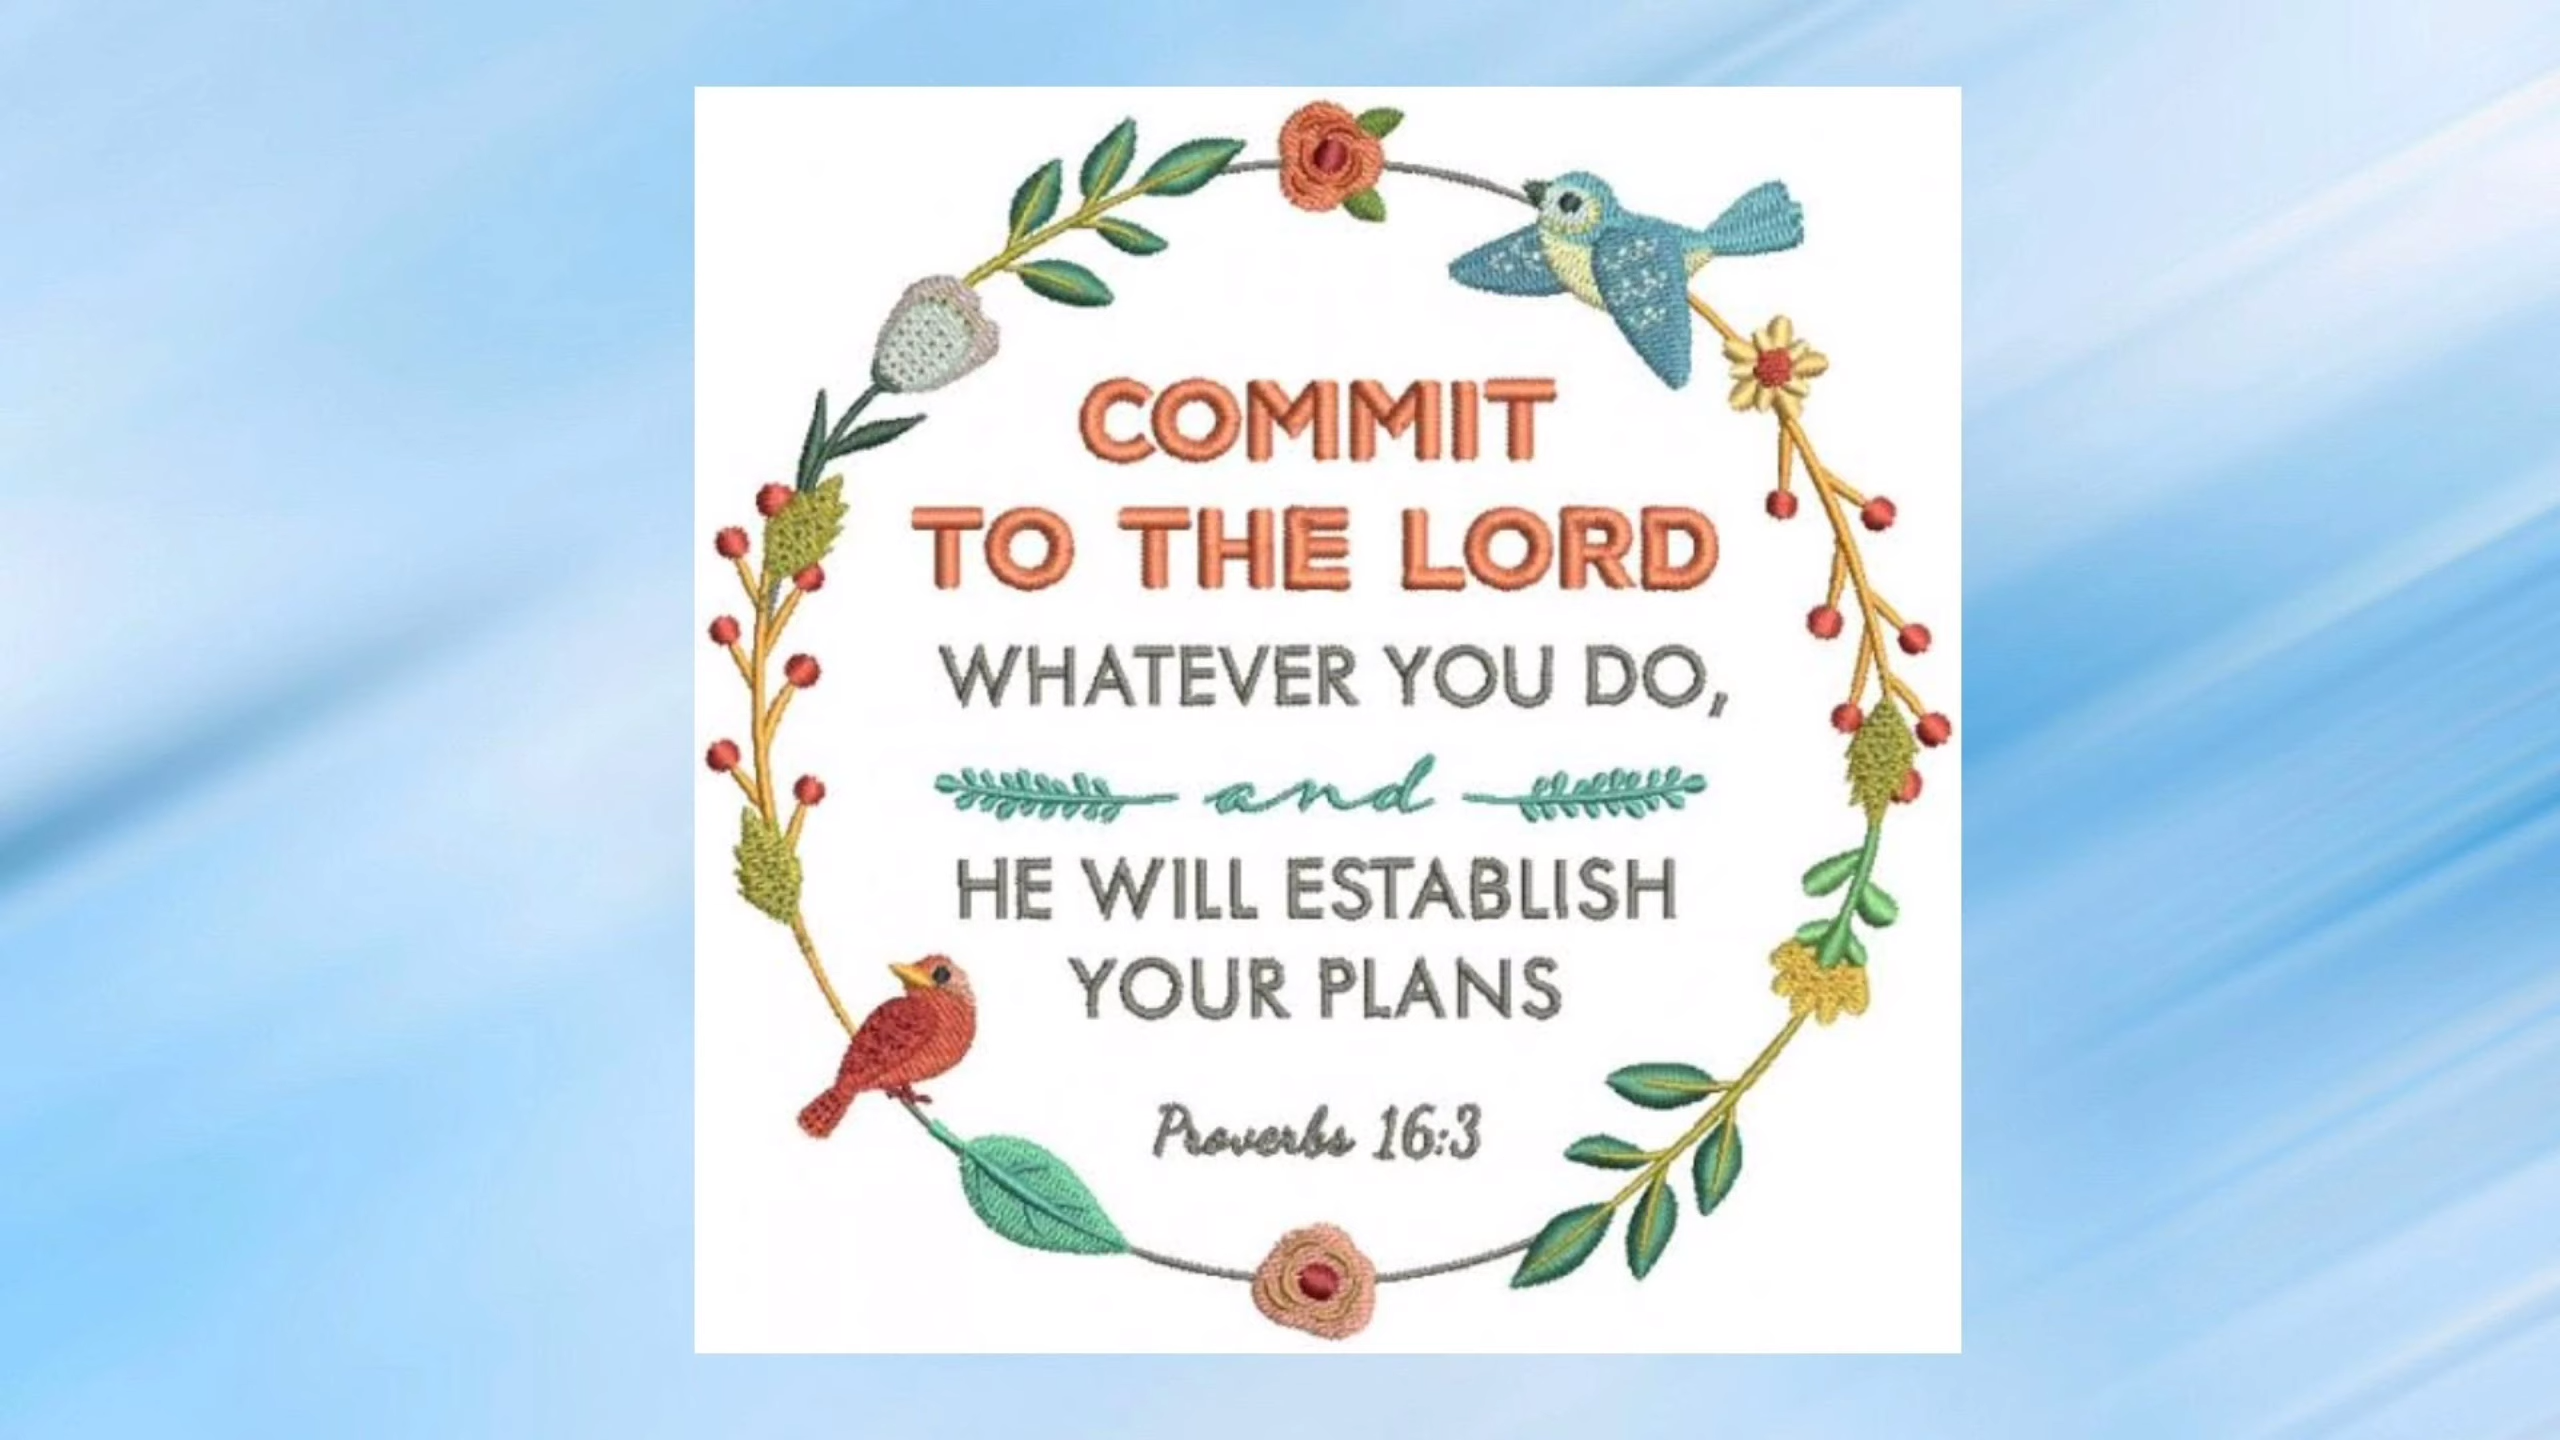 COMMIT
TO THE LORD
WHATEVER YOU DO,
and
HE WILL ESTABLISH
YOUR PLANS
Proverbs 16:3